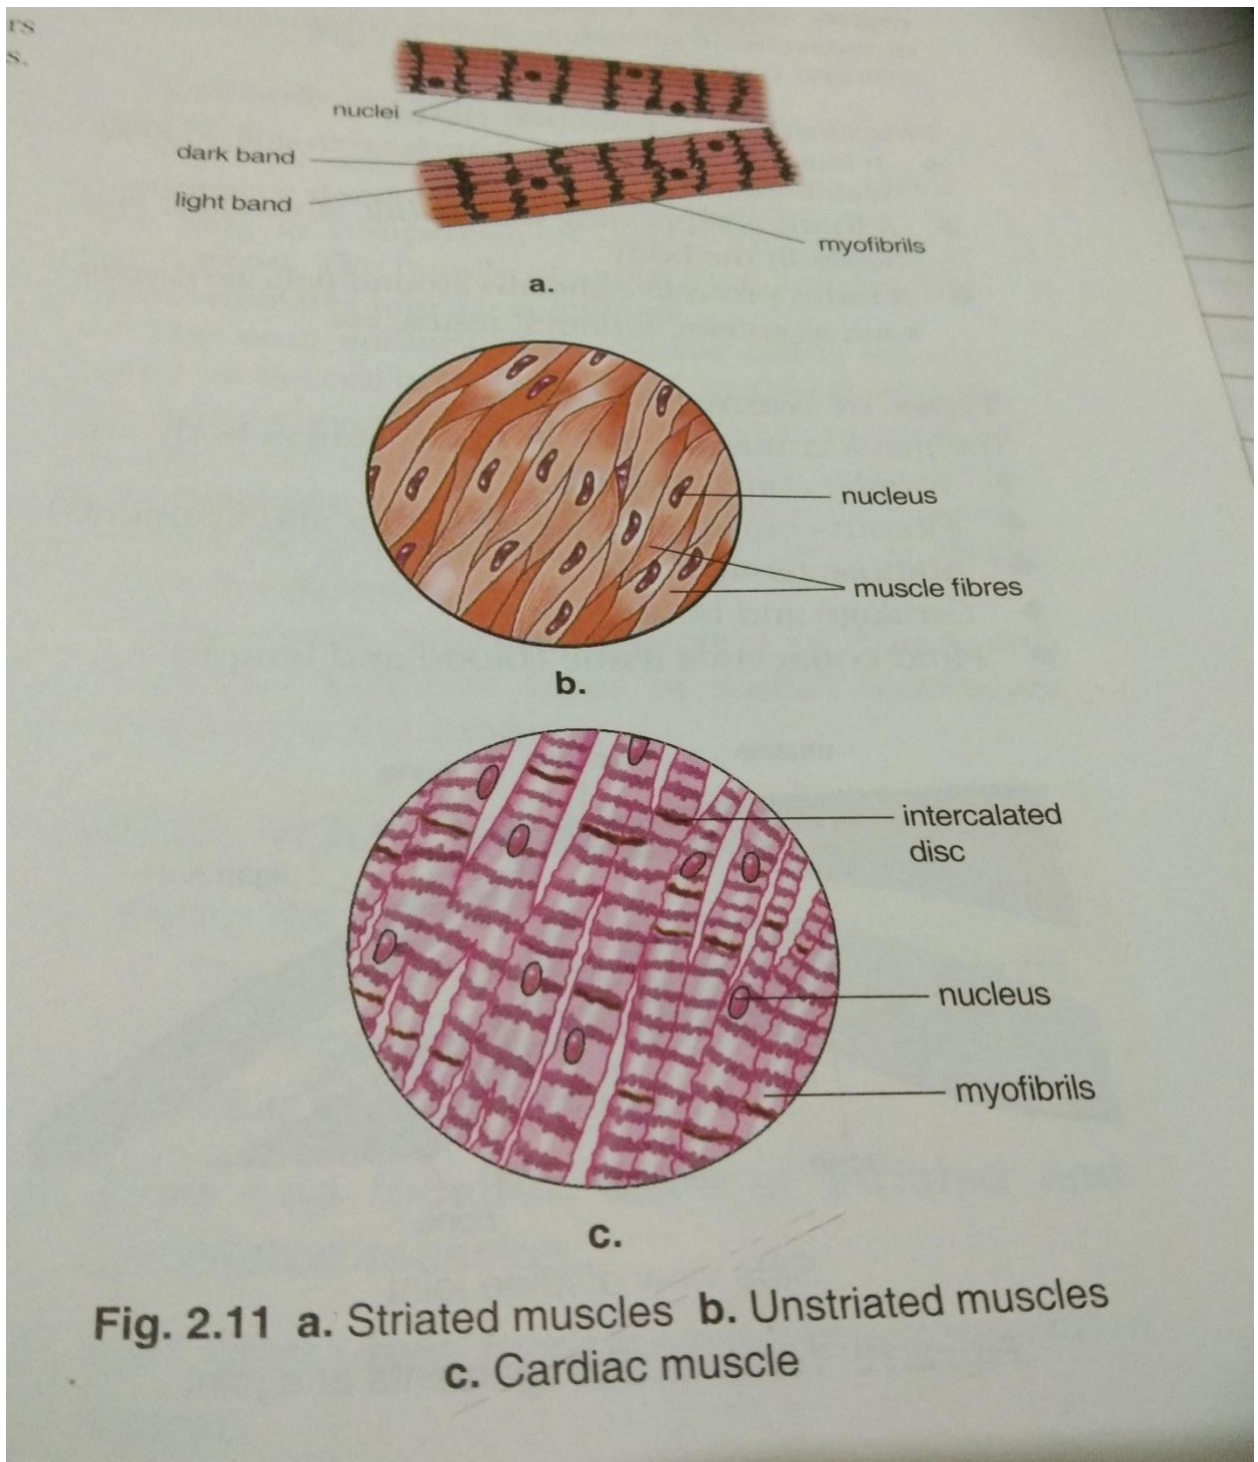 rs
s.
nuclei
dark band
light band
myofibrils
a.
nucleus
muscle fibres
b.
intercalated
disc
nucleus
myofibrils
c.
Fig. 2.11 a. Striated muscles b. Unstriated muscles
c. Cardiac muscle